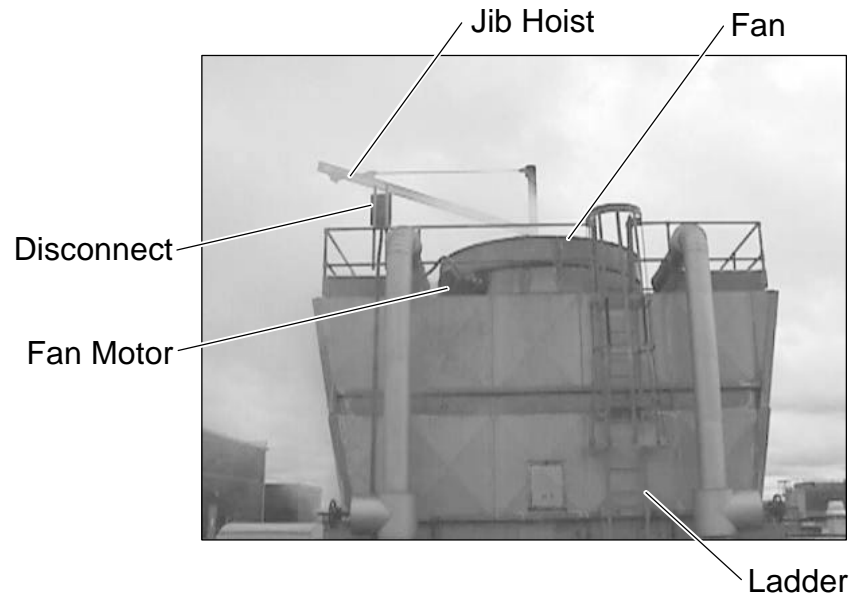 Jib Hoist
Fan
Disconnect
Fan Motor
Ladder